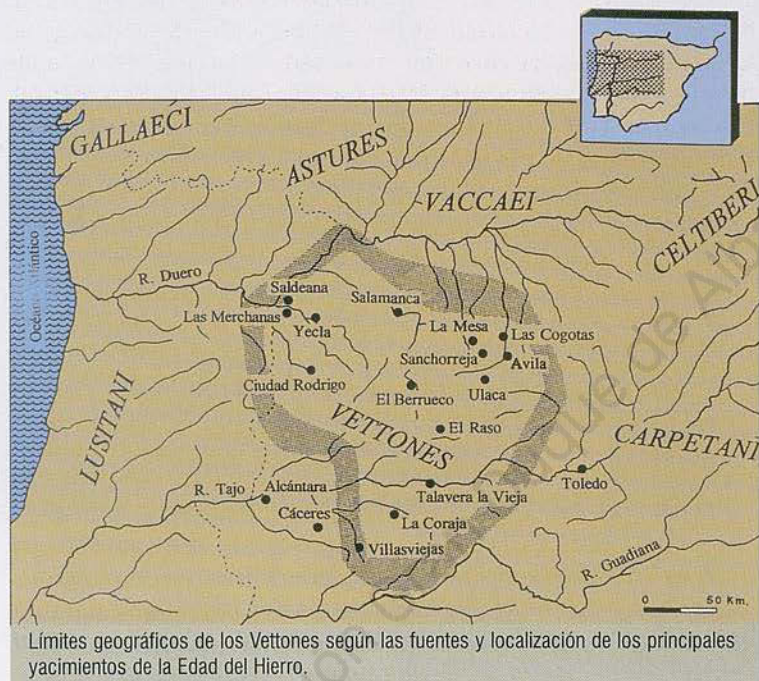 GALLAECI
ASTURES
VACCAEI
CELTIBERI
Océano Atlántico
R. Duero
Saldeana
Las Merchanas
Yecla
Salamanca
La Mesa
Las Cogotas
Sanchorreja
Avila
Ciudad Rodrigo
El Berrueco
Ulaca
LUSITANI
VETTONES
El Raso
CARPETANI
R. Tajo
Alcántara
Talavera la Vieja
Toledo
Cáceres
La Coraja
Villasviejas
R. Guadiana
0 50 Km.
Límites geográficos de los Vettones según las fuentes y localización de los principales
yacimientos de la Edad del Hierro.